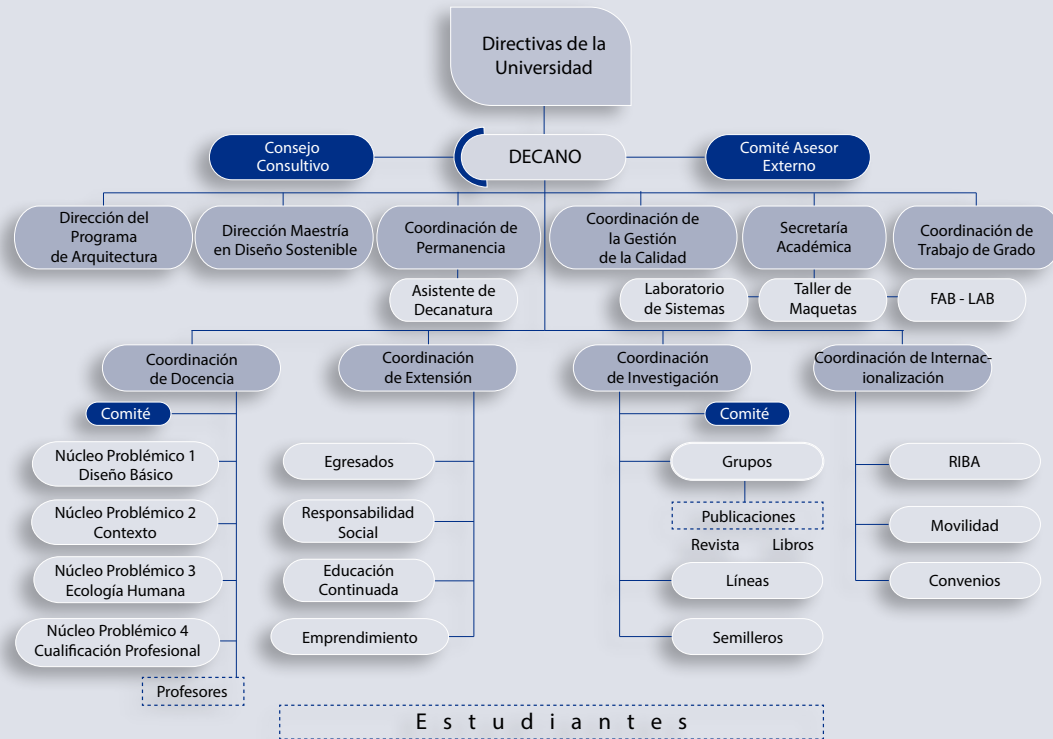 Directivas de la
Universidad
Consejo
Consultivo
DECANO
Comité Asesor
Externo
Dirección del
Programa
de Arquitectura
Dirección Maestría
en Diseño Sostenible
Coordinación de
Permanencia
Coordinación de
la Gestión
de la Calidad
Secretaría
Académica
Coordinación de
Trabajo de Grado
Asistente de
Decanatura
Laboratorio
de Sistemas
Taller de
Maquetas
FAB - LAB
Coordinación
de Docencia
Coordinación
de Extensión
Coordinación
de Investigación
Coordinación de Internac-
ionalización
Comité
Núcleo Problémico 1
Diseño Básico
Núcleo Problémico 2
Contexto
Núcleo Problémico 3
Ecología Humana
Núcleo Problémico 4
Cualificación Profesional
Profesores
Egresados
Responsabilidad
Social
Educación
Continuada
Emprendimiento
Comité
Grupos
Publicaciones
Revista Libros
Líneas
Semilleros
RIBA
Movilidad
Convenios
Estudiantes